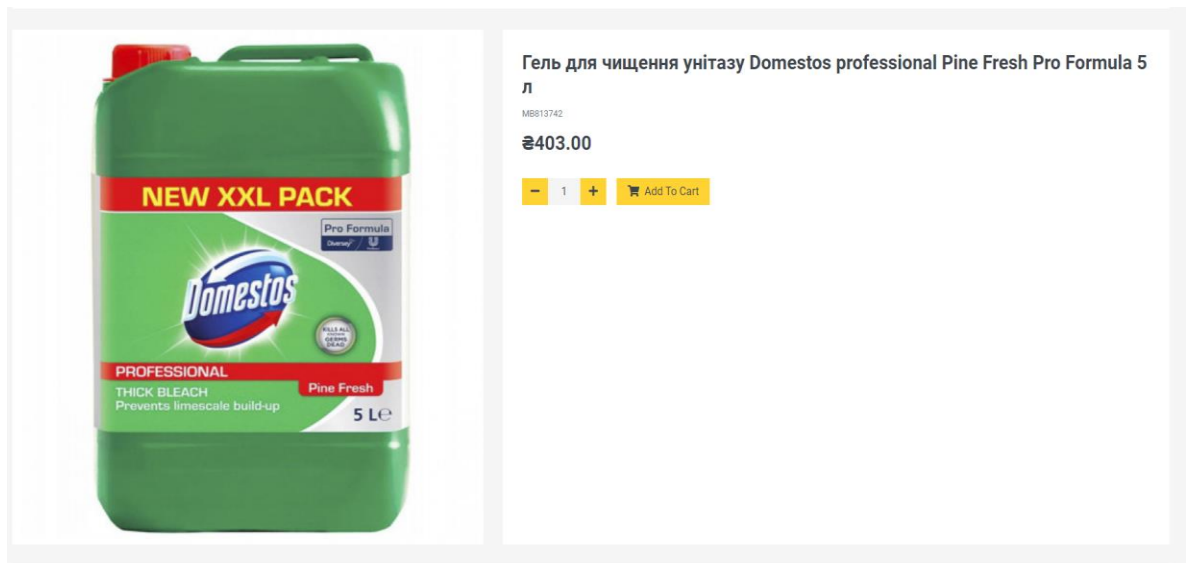 NEW XXL PACK
Pro Formula
Diversey
Domestos
KILLS ALL
GERMS
DEAD
PROFESSIONAL
THICK BLEACH
Prevents limescale build-up
Pine Fresh
5 L℮
Гель для чищення унітазу Domestos professional Pine Fresh Pro Formula 5
л
MB813742
₴403.00
− 1 + Add To Cart